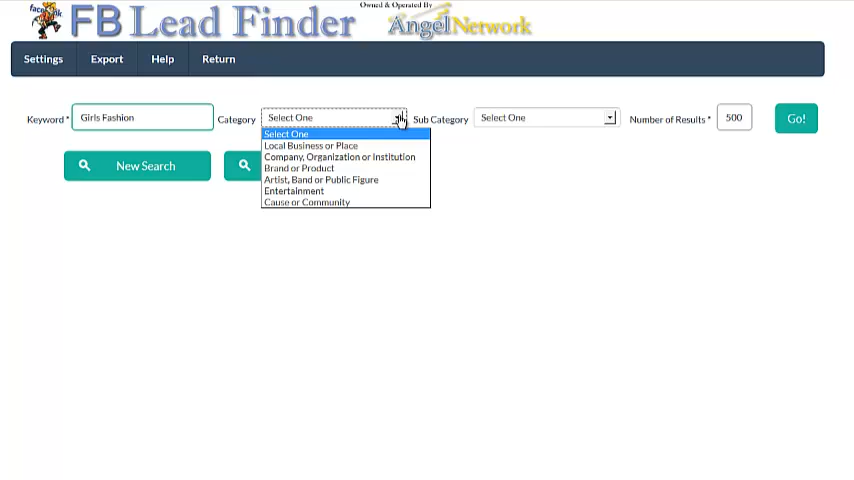 Owned & Operated By
FB Lead Finder
Angel Network
Settings Export Help Return
Keyword * Girls Fashion Category Select One Sub Category Select One Number of Results * 500 Go!
Select One
Local Business or Place
Company, Organization or Institution
Brand or Product
Artist, Band or Public Figure
Entertainment
Cause or Community
New Search